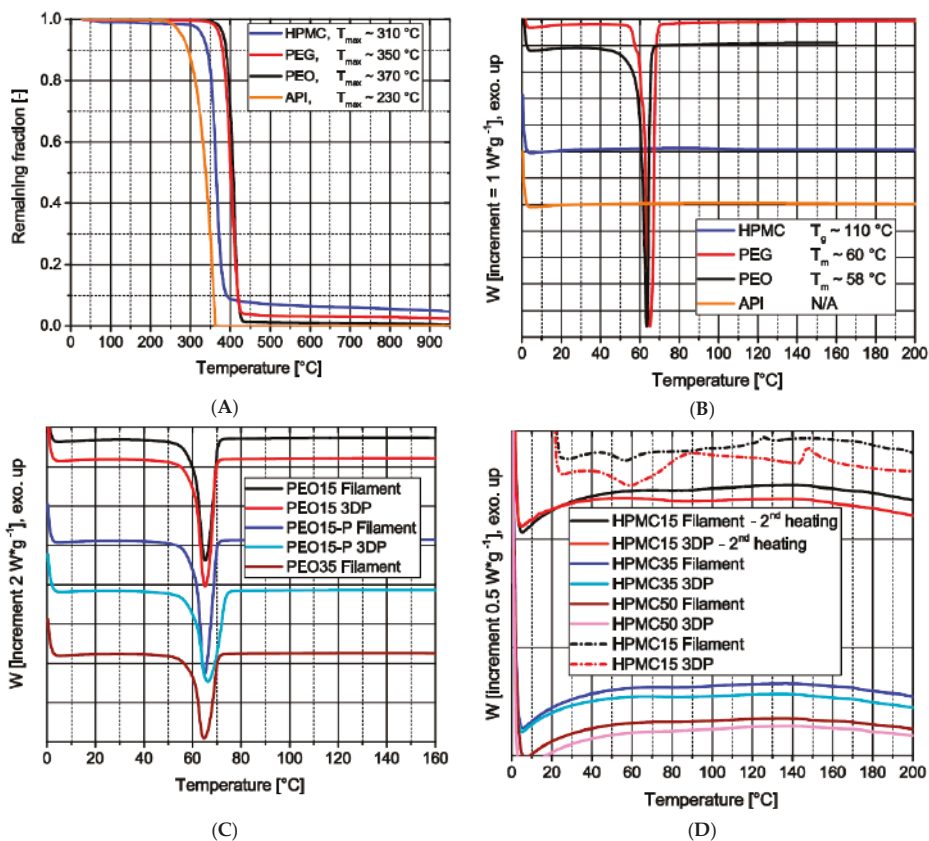 1.0
0.8
0.6
0.4
0.2
0.0
Remaining fraction [-]
HPMC, Tmax ~ 310 °C
PEG, Tmax ~ 350 °C
PEO, Tmax ~ 370 °C
API, Tmax ~ 230 °C
0 100 200 300 400 500 600 700 800 900
Temperature [°C]
(A)
W [increment = 1 W*g-1], exo. up
HPMC Tg ~ 110 °C
PEG Tm ~ 60 °C
PEO Tm ~ 58 °C
API N/A
0 20 40 60 80 100 120 140 160 180 200
Temperature [°C]
(B)
W [Increment 2 W*g-1], exo. up
PEO15 Filament
PEO15 3DP
PEO15-P Filament
PEO15-P 3DP
PEO35 Filament
0 20 40 60 80 100 120 140 160
Temperature [°C]
(C)
W [Increment 0.5 W*g-1], exo. up
HPMC15 Filament - 2nd heating
HPMC15 3DP - 2nd heating
HPMC35 Filament
HPMC35 3DP
HPMC50 Filament
HPMC50 3DP
HPMC15 Filament
HPMC15 3DP
0 20 40 60 80 100 120 140 160 180 200
Temperature [°C]
(D)